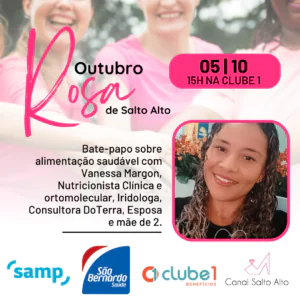 Outubro
Rosa
de Salto Alto
05 | 10
15H NA CLUBE 1
Bate-papo sobre
alimentação saudável com
Vanessa Margon,
Nutricionista Clínica e
ortomolecular, Iridologa,
Consultora DoTerra, Esposa
e mãe de 2.
samp
São
Bernardo
Saúde
clube1
BENEFÍCIOS
Canal Salto Alto